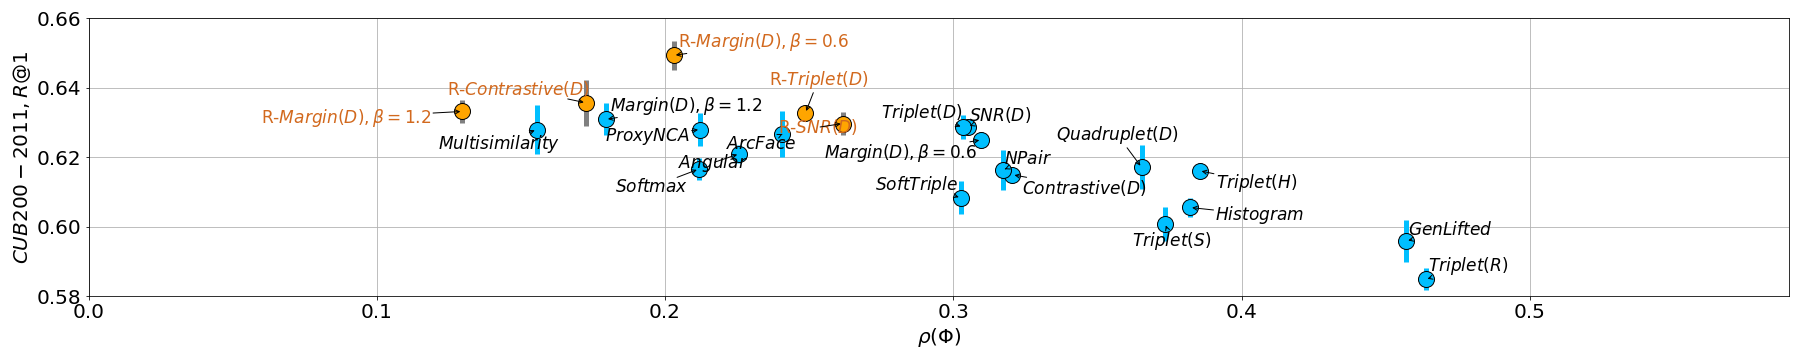 0.66
R-Margin(D), β = 0.6
0.64
R-Triplet(D)
R-Contrastive(D)
Margin(D), β = 1.2
R-Margin(D), β = 1.2
Triplet(D)
SNR(D)
R-SNR(D)
ProxyNCA
Quadruplet(D)
Multisimilarity
ArcFace
Margin(D), β = 0.6
0.62
Angular
NPair
Softmax
SoftTriple
Contrastive(D)
Triplet(H)
Histogram
0.60
Triplet(S)
GenLifted
Triplet(R)
0.58
CUB200 − 2011, R@1
0.0 0.1 0.2 0.3 0.4 0.5
ρ(Φ)